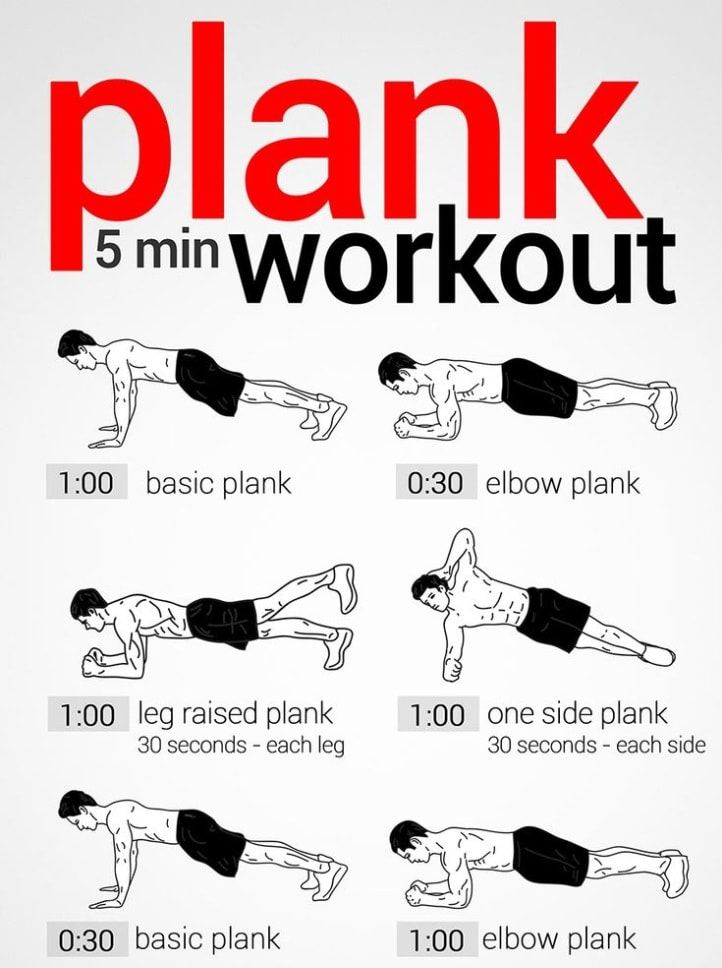 plank
5 min workout
1:00 basic plank
0:30 elbow plank
1:00 leg raised plank
30 seconds - each leg
1:00 one side plank
30 seconds - each side
0:30 basic plank
1:00 elbow plank